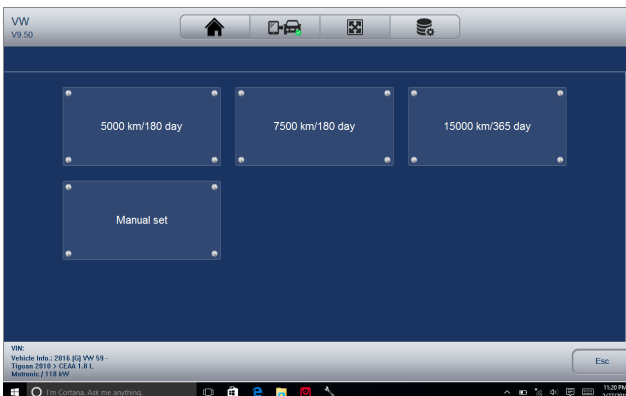 VW
V9.50
5000 km/180 day
7500 km/180 day
15000 km/365 day
Manual set
VIN:
Vehicle Info.: 2016 [G] VW 59 -
Tiguan 2010 > CEAA 1.8 L
Motronic / 118 kW
Esc
I'm Cortana. Ask me anything.
11:20 PM